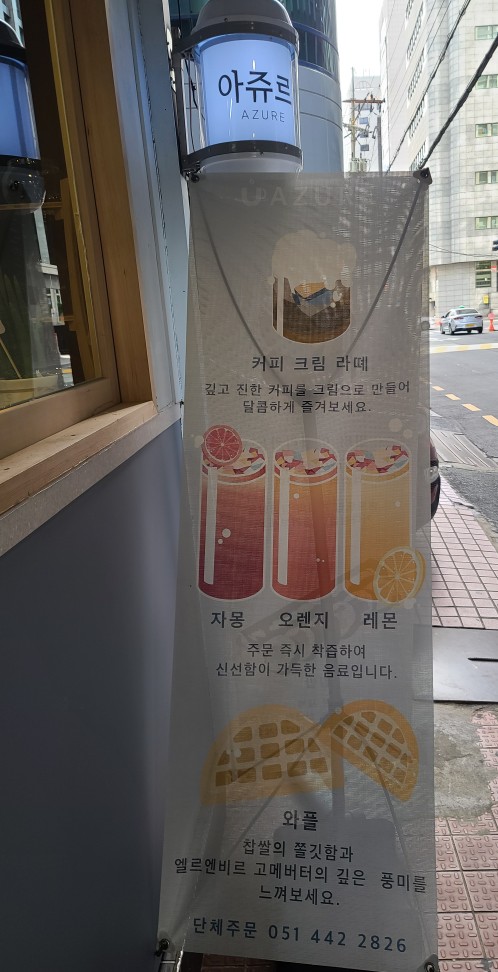 아쥬르
AZURE
커피 크림 라떼
깊고 진한 커피를 크림으로 만들어
달콤하게 즐겨보세요.
자몽 오렌지 레몬
주문 즉시 착즙하여
신선함이 가득한 음료입니다.
와플
찹쌀의 쫄깃함과
엘르엔비르 고메버터의 깊은 풍미를
느껴보세요.
단체주문 051 442 2826